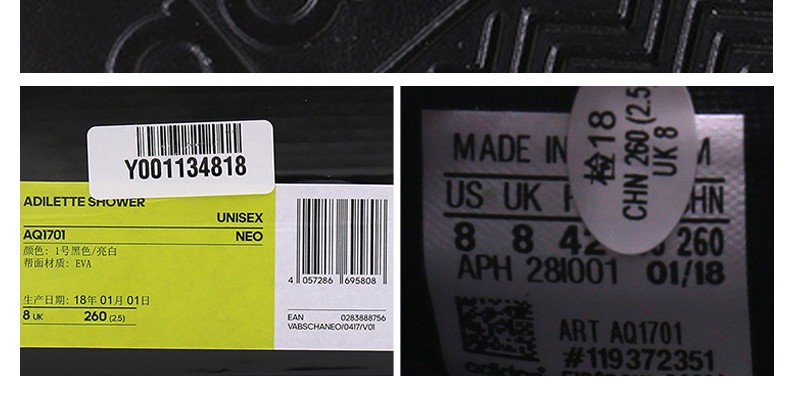 Y001134818
ADILETTE SHOWER
UNISEX
AQ1701
NEO
颜色: 1号黑色/亮白
帮面材质: EVA
生产日期: 18年 01月 01日
8 UK 260 (2.5)
4 057286 695808
EAN 0283888756
VABSCHANEO/0417/V01
检18
CHN 260 (2.5)
UK 8
MADE IN
US UK CHN
8 8 42 260
APH 281001 01/18
ART AQ1701
#119372351
adidas